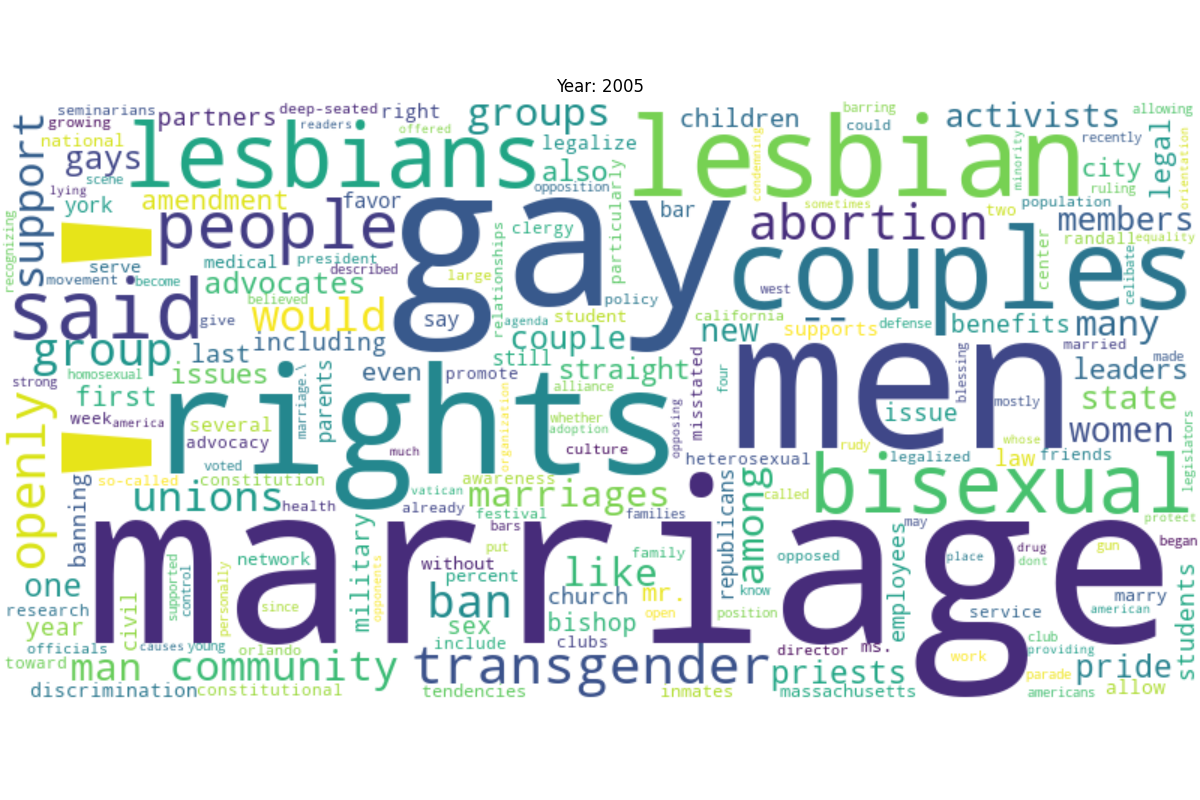 Year: 2005
seminarians
partners
deep-seated
right
groups
children
barring
activists
allowing
growing
readers
offered
could
national
support
lesbians
legalize
lesbian
condemning
minority
recently
legal
orientation
gays
also
city
scene
opposition
particularly
ruling
lying
york
amendment
favor
gay
bar
sometimes
abortion
two
population
members
recognizing
people
clergy
relationships
couples
center
randall
equality
celibate
serve
medical
president
described
large
movement
become
advocates
believed
policy
west
said
give
would
say
agenda
student
california
new
supports
defense
benefits
many
group
last
including
couple
married
made
strong
homosexual
issues
marriage.\
parents
even
promote
still
straight
misstated
four
men
blessing
leaders
openly
first
rights
organization
alliance
mostly
issue
state
week
america
several
advocacy
much
whether
adoption
culture
opposing
rudy
whose
women
legislators
voted
heterosexual
legalized
law
friends
banning
so-called
constitution
unions
health
vatican
awareness
marriages
already
festival
families
republicans
among
called
bisexual
protect
marriage
bars
military
employees
may
began
one
supported
control
network
personally
opponents
without
put
percent
like
family
opposed
place
drug
dont
gun
research
civil
since
ban
church
mr.
open
know
position
service
american
marry
students
year
sex
bishop
officials
causes
young
orlando
include
clubs
director
ms.
club
providing
toward
man
community
transgender
priests
work
parade
pride
discrimination
constitutional
tendencies
inmates
massachusetts
americans
allow